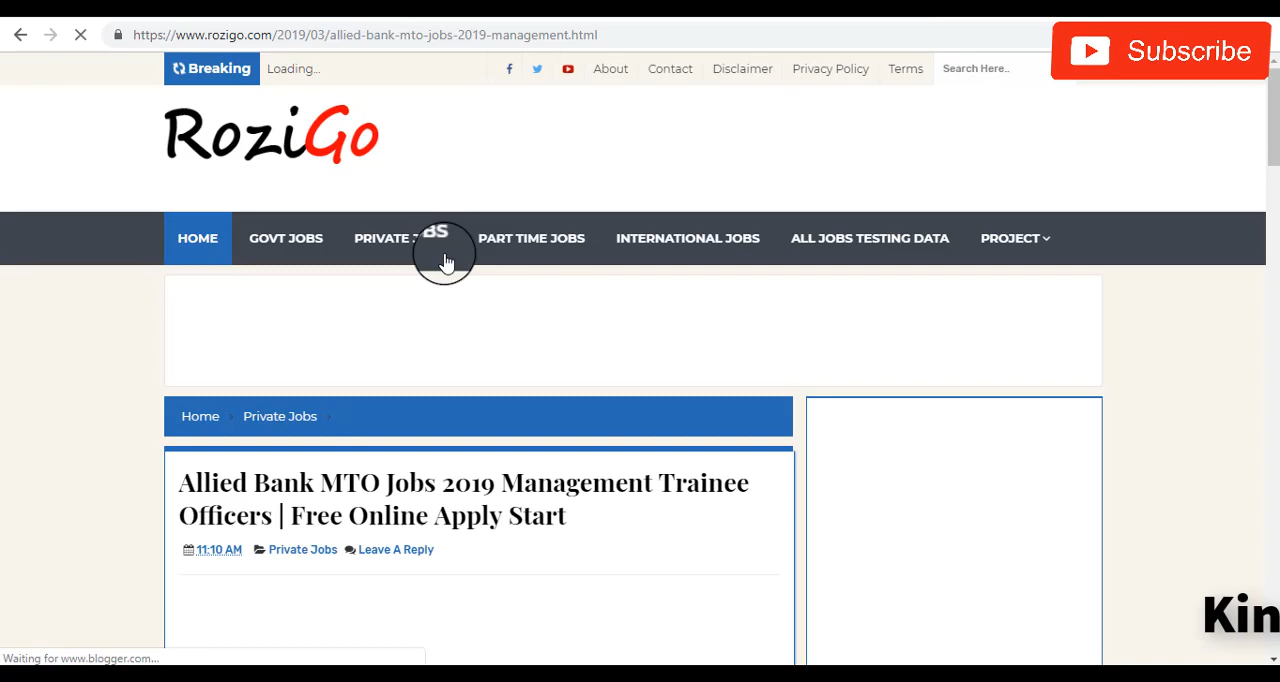 https://www.rozigo.com/2019/03/allied-bank-mto-jobs-2019-management.html
Subscribe
Breaking Loading... About Contact Disclaimer Privacy Policy Terms Search Here..
RoziGo
HOME GOVT JOBS PRIVATE JOBS PART TIME JOBS INTERNATIONAL JOBS ALL JOBS TESTING DATA PROJECT
Home Private Jobs
Allied Bank MTO Jobs 2019 Management Trainee
Officers | Free Online Apply Start
11:10 AM Private Jobs Leave A Reply
Kin
Waiting for www.blogger.com...